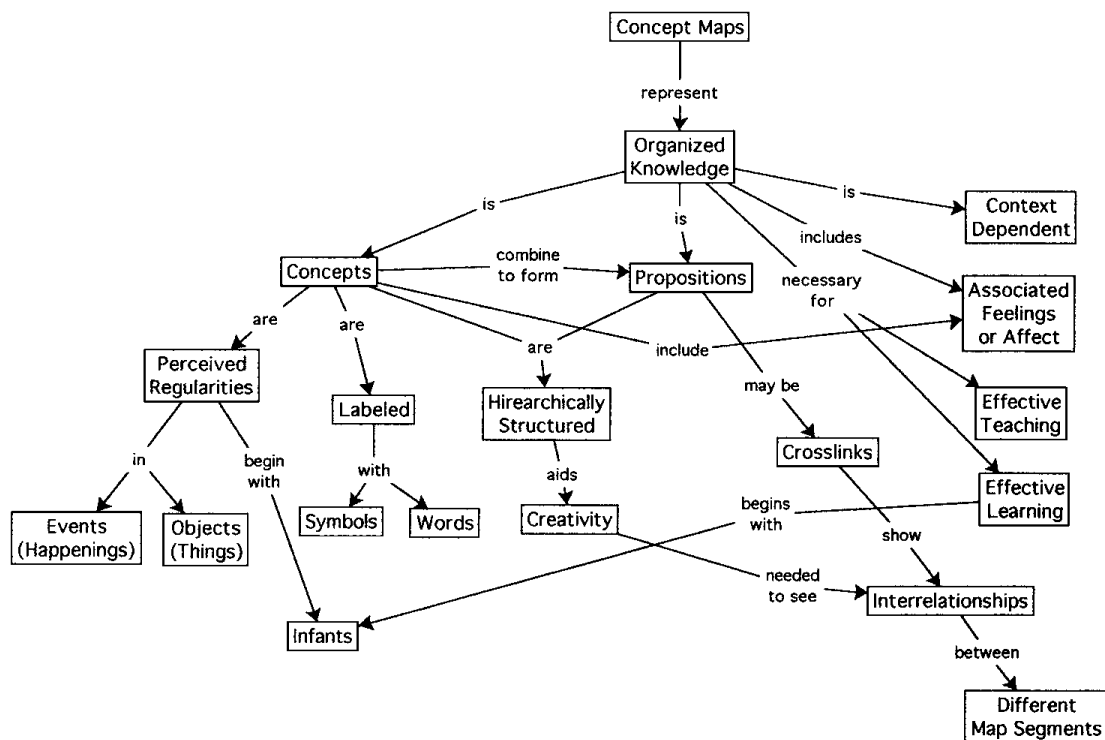 Concept Maps
represent
Organized
Knowledge
is
is
is
Context
Dependent
includes
combine
to form
Concepts
Propositions
necessary
for
Associated
Feelings
or Affect
are
are
are
include
Perceived
Regularities
may be
Labeled
Hirearchically
Structured
Effective
Teaching
Crosslinks
in
begin
with
with
aids
Effective
Learning
begins
with
Events
(Happenings)
Objects
(Things)
Symbols
Words
Creativity
show
needed
to see
Interrelationships
Infants
between
Different
Map Segments